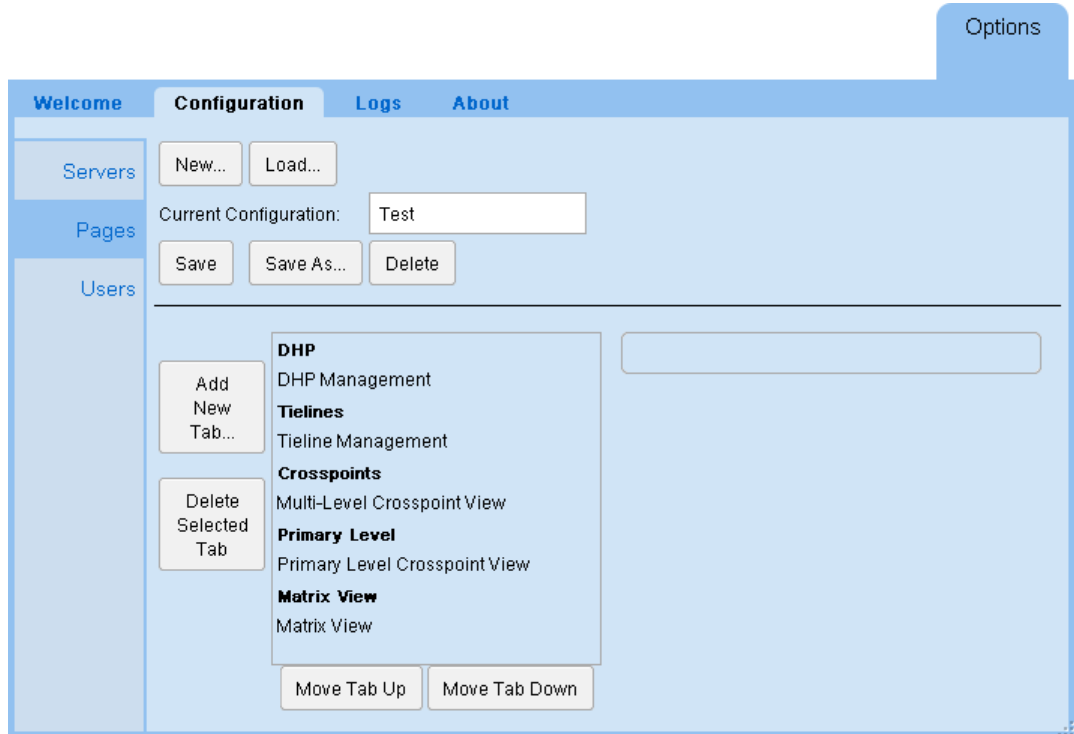 Options
Welcome Configuration Logs About
Servers
Pages
Users
New... Load...
Current Configuration: Test
Save Save As... Delete
Add
New
Tab...
Delete
Selected
Tab
DHP
DHP Management
Tielines
Tieline Management
Crosspoints
Multi-Level Crosspoint View
Primary Level
Primary Level Crosspoint View
Matrix View
Matrix View
Move Tab Up Move Tab Down